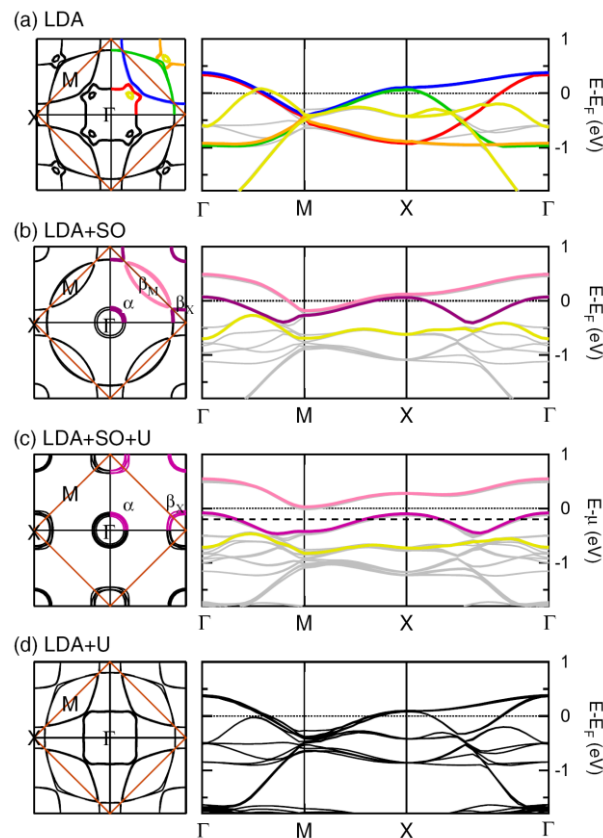 (a) LDA
M
Γ
X
1
0
-1
E-E_F (eV)
Γ M X Γ
(b) LDA+SO
M
β_M
α
β_X
X
Γ
1
0
-1
E-E_F (eV)
Γ M X Γ
(c) LDA+SO+U
M
α
β_X
X
Γ
1
0
-1
E-μ (eV)
Γ M X Γ
(d) LDA+U
M
X
Γ
1
0
-1
E-E_F (eV)
Γ M X Γ